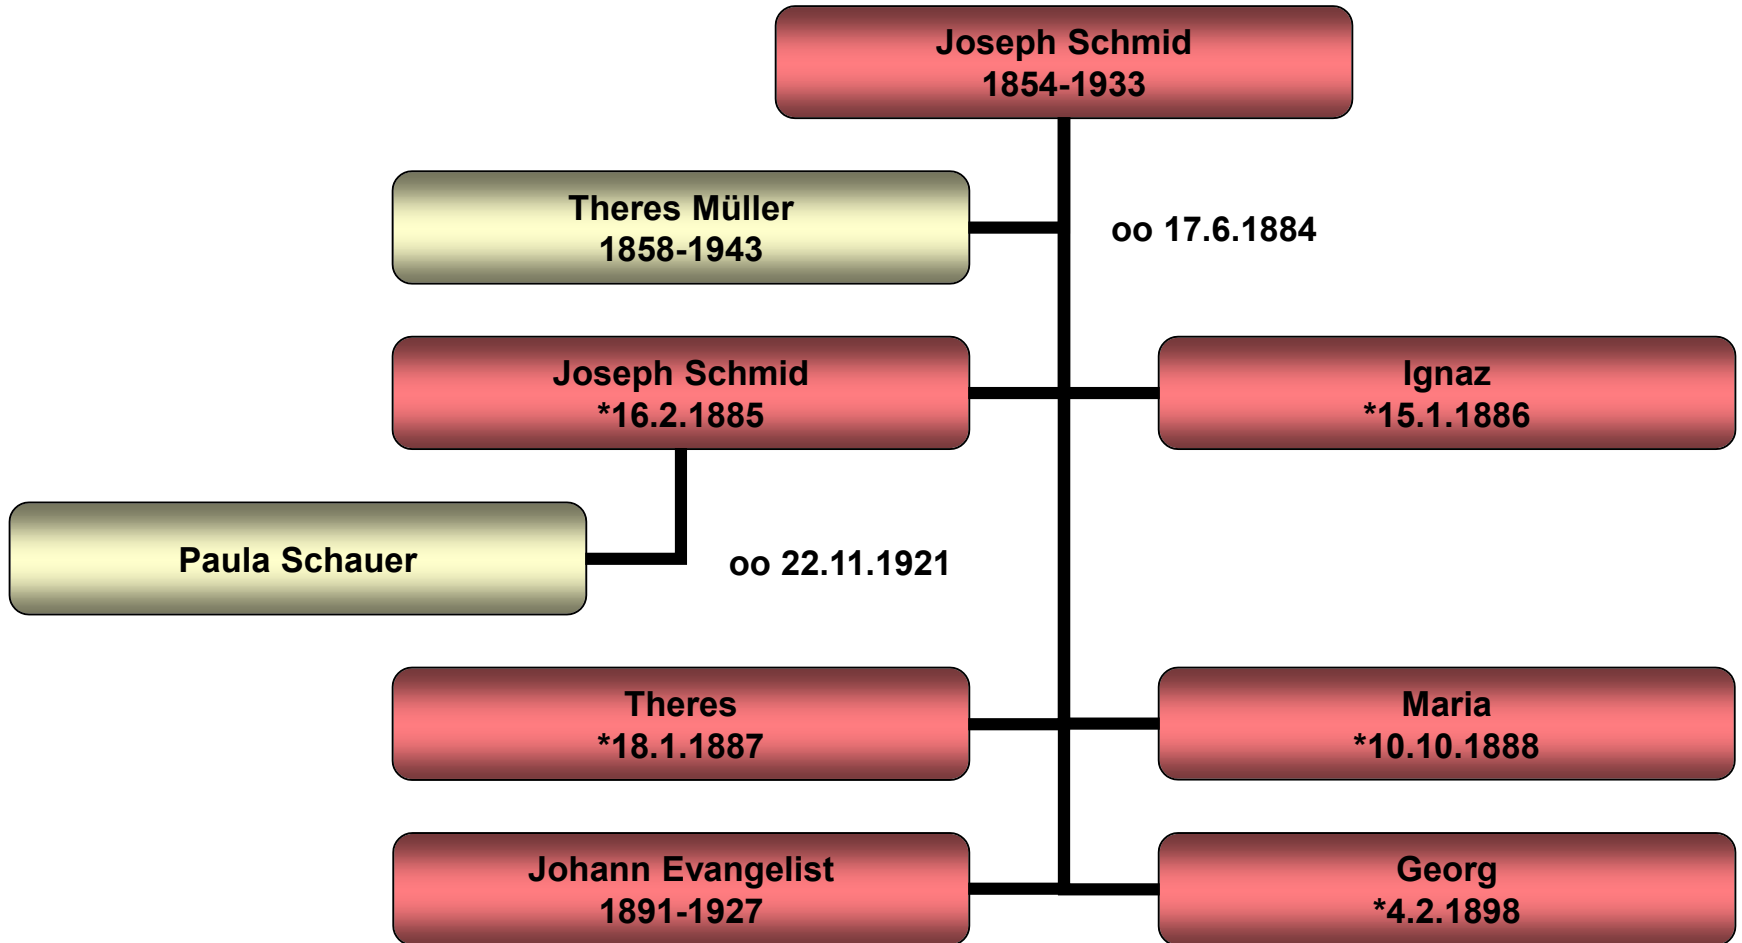 Joseph Schmid
1854-1933
Theres Müller
1858-1943
oo 17.6.1884
Joseph Schmid
*16.2.1885
Ignaz
*15.1.1886
Paula Schauer
oo 22.11.1921
Theres
*18.1.1887
Maria
*10.10.1888
Johann Evangelist
1891-1927
Georg
*4.2.1898